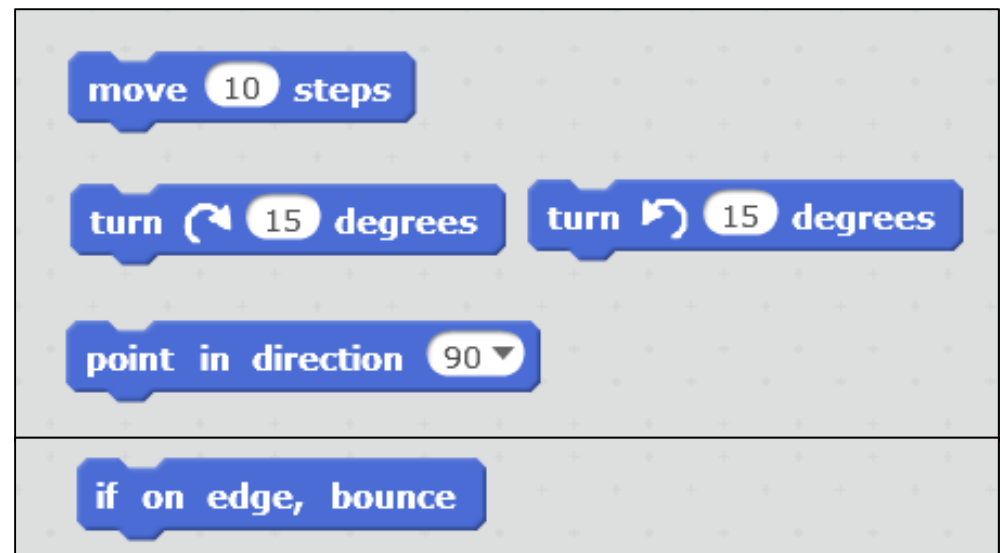 move 10 steps
turn 15 degrees turn 15 degrees
point in direction 90
if on edge, bounce